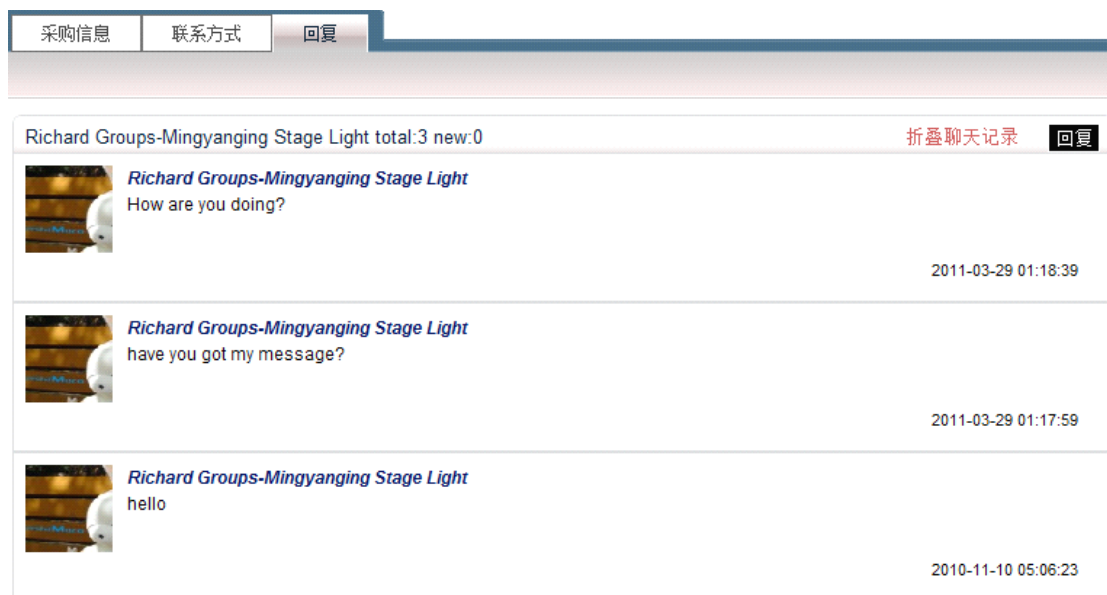 采购信息 联系方式 回复
Richard Groups-Mingyanging Stage Light total:3 new:0 折叠聊天记录 回复
Richard Groups-Mingyanging Stage Light
How are you doing?
2011-03-29 01:18:39
Richard Groups-Mingyanging Stage Light
have you got my message?
2011-03-29 01:17:59
Richard Groups-Mingyanging Stage Light
hello
2010-11-10 05:06:23